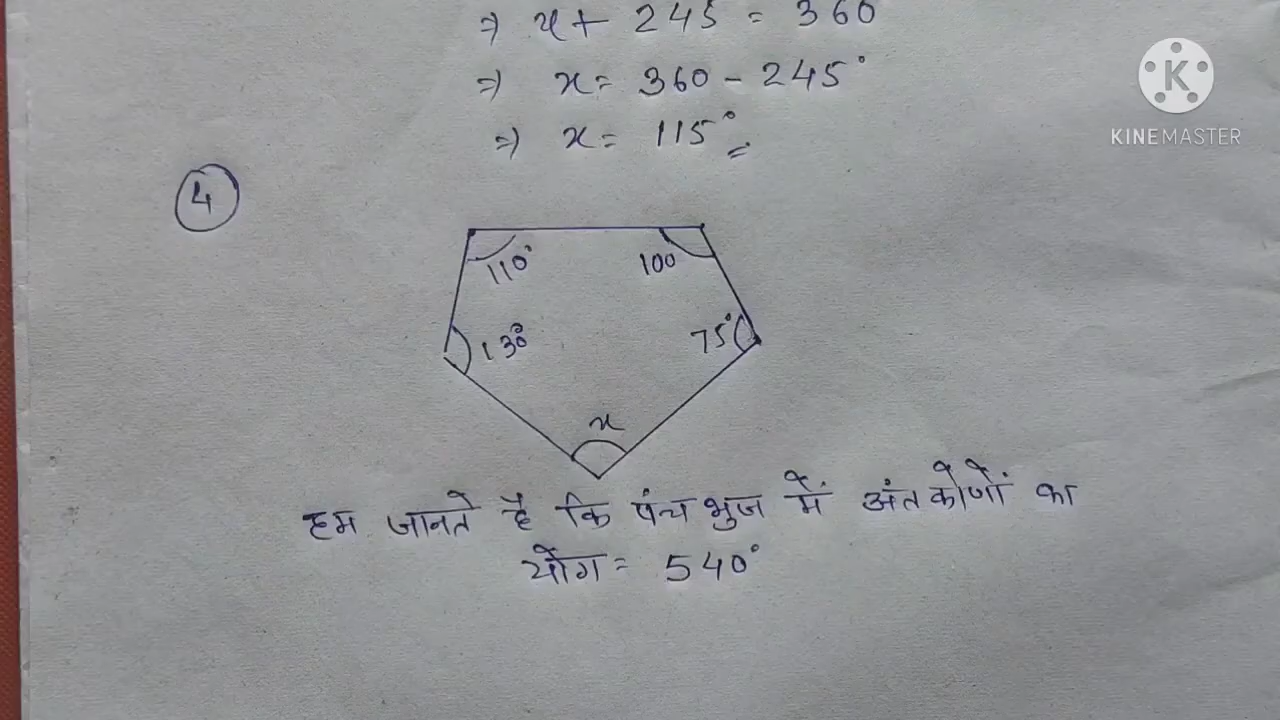 ⇒ x + 245 = 360
⇒ x = 360 - 245°
⇒ x = 115°
KINEMASTER
4
110°
100
130°
75°
x
हम जानते है कि पंचभुज में अंतकोणों का
योग = 540°